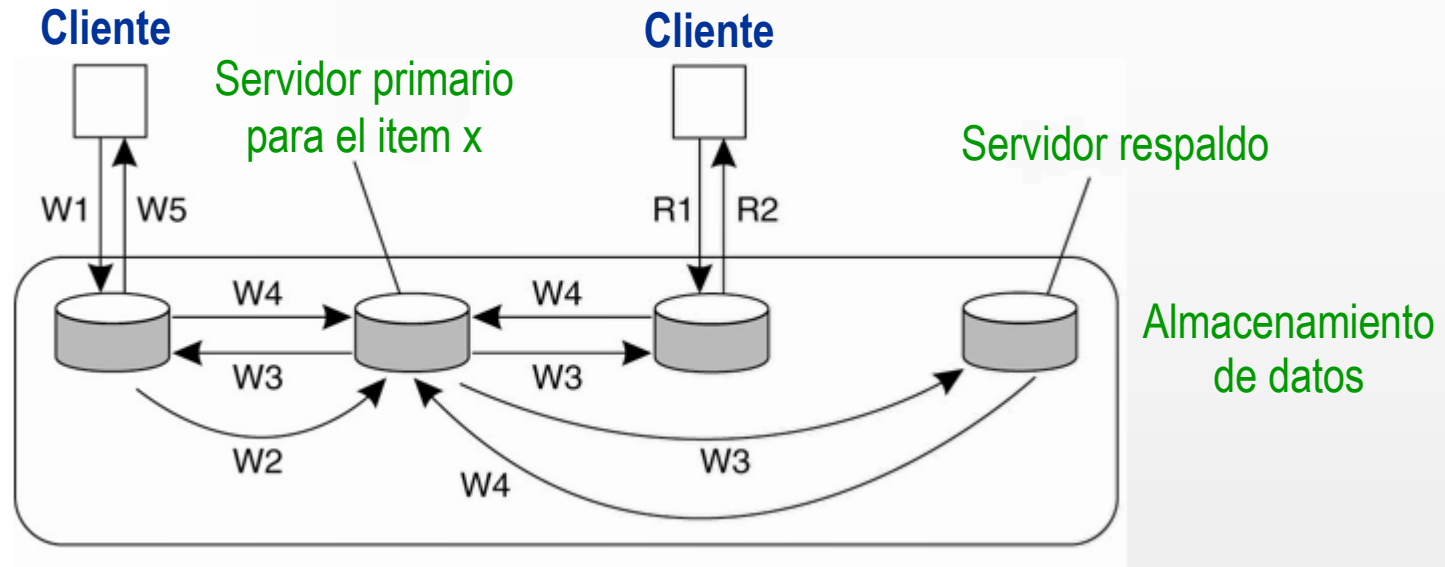 Cliente
Cliente
Servidor primario
para el item x
Servidor respaldo
W1
W5
R1
R2
W4
W4
W3
W3
W2
W3
W4
Almacenamiento
de datos